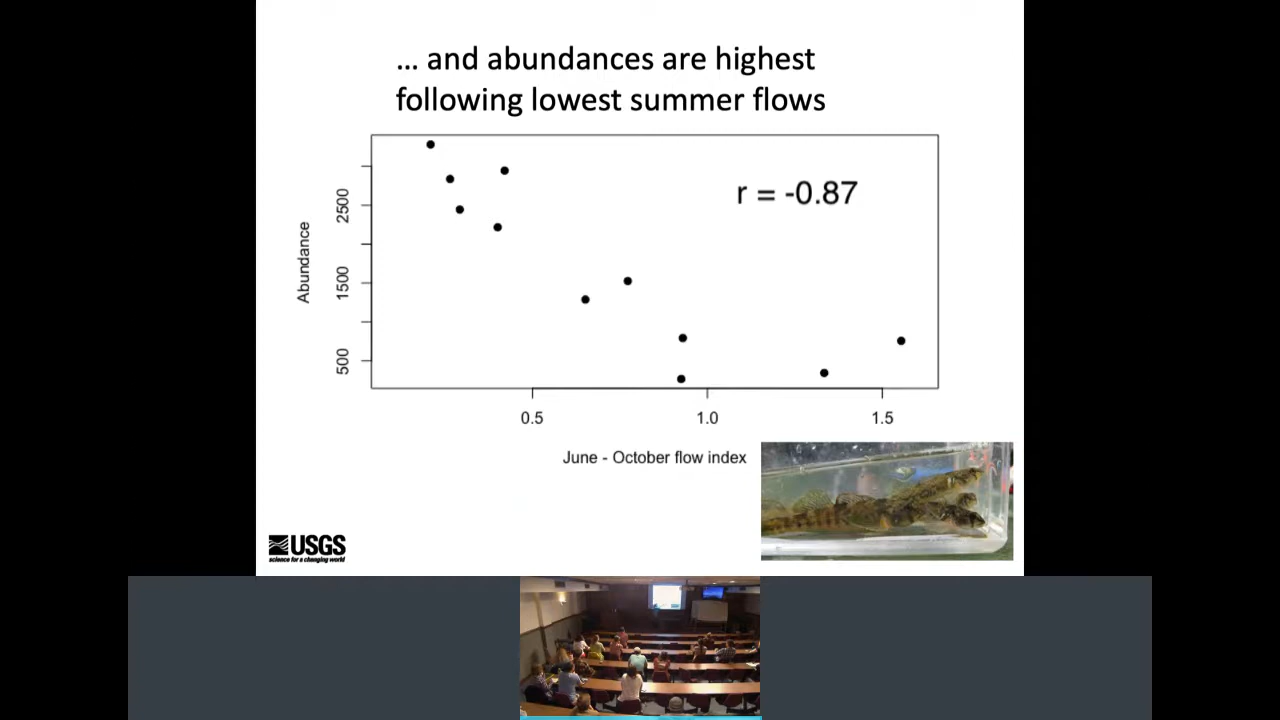 ... and abundances are highest
following lowest summer flows
r = -0.87
Abundance
2500
1500
500
0.5 1.0 1.5
June - October flow index
USGS
science for a changing world